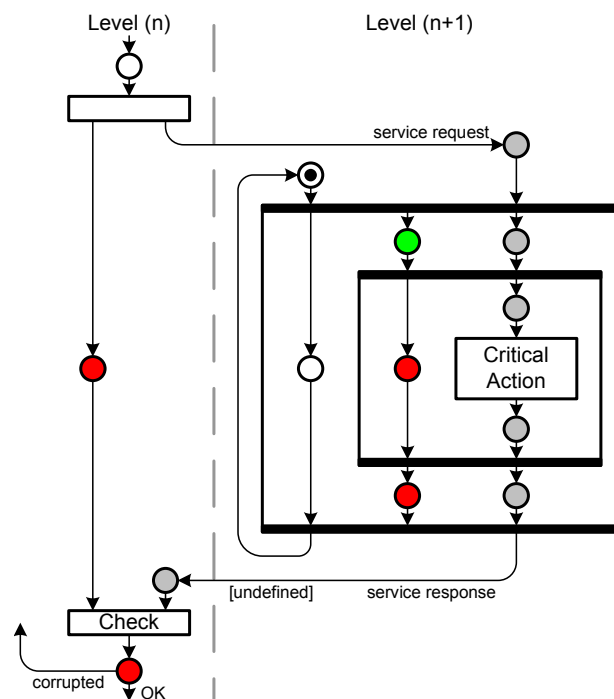 Level (n)
Level (n+1)
service request
Critical
Action
[undefined]
service response
Check
corrupted
OK